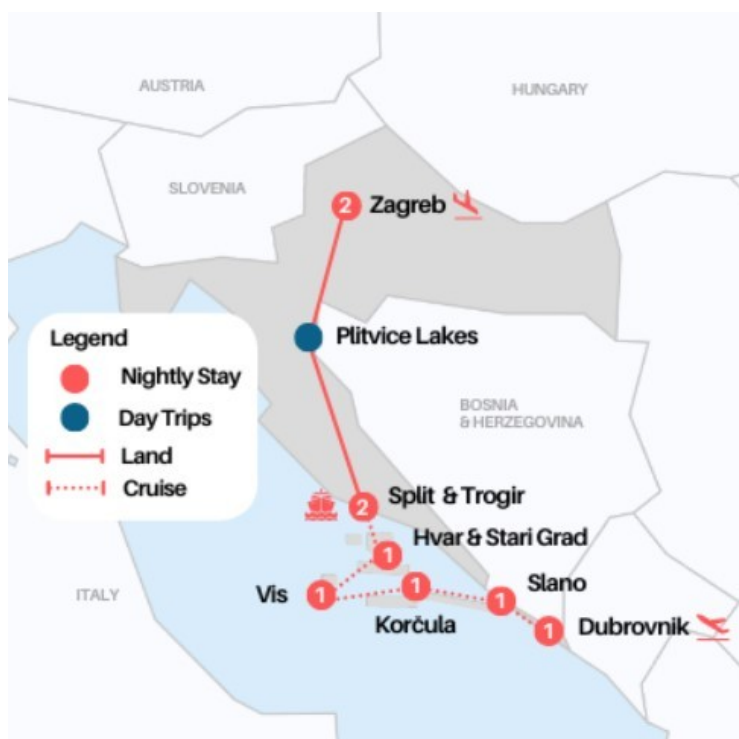 AUSTRIA
HUNGARY
SLOVENIA
2
Zagreb
Plitvice Lakes
Legend
Nightly Stay
Day Trips
Land
Cruise
BOSNIA
& HERZEGOVINA
2
Split & Trogir
1
Hvar & Stari Grad
ITALY
Vis
1
1
Korčula
1
Slano
1
Dubrovnik